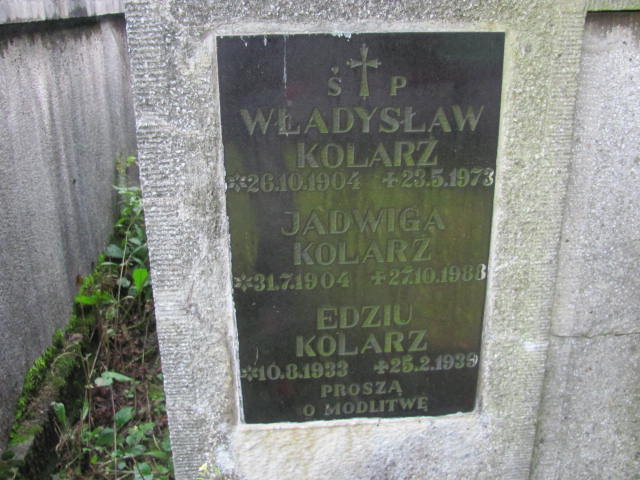 Ś P
WŁADYSŁAW
KOLARZ
*26.10.1904 +23.5.1973
JADWIGA
KOLARZ
*31.7.1904 +27.10.1988
EDZIU
KOLARZ
*10.8.1933 +25.2.1939
PROSZĄ
O MODLITWĘ